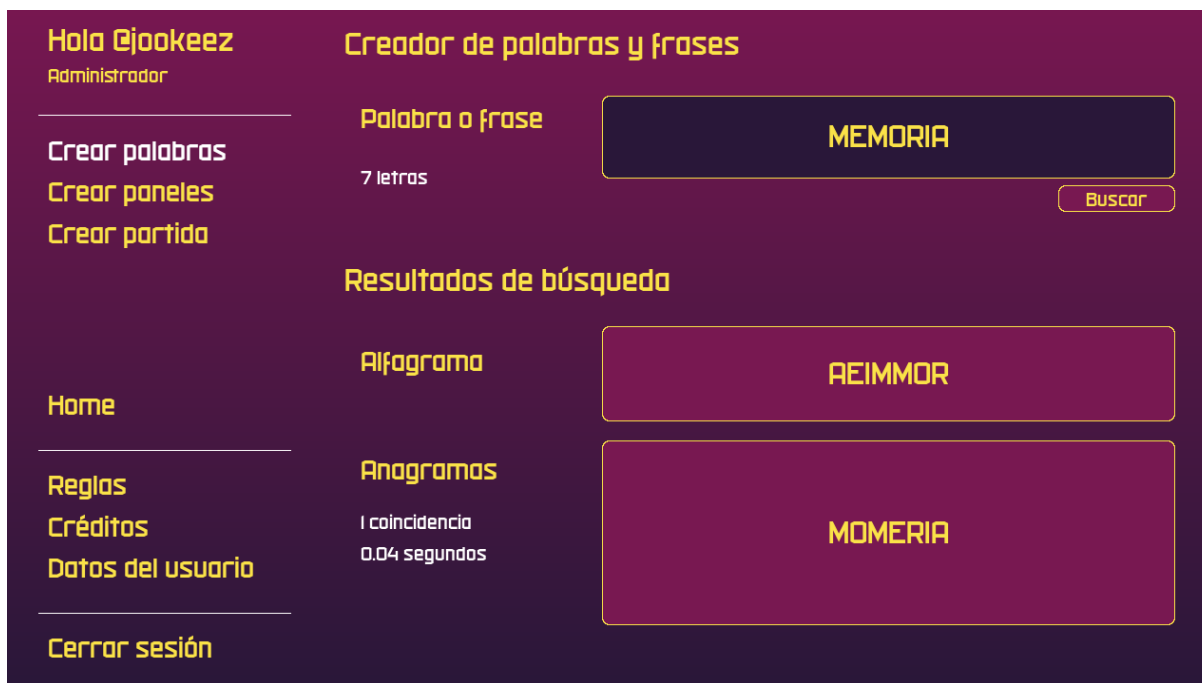 Hola @jookeez
Administrador
Crear palabras
Crear paneles
Crear partida
Home
Reglas
Créditos
Datos del usuario
Cerrar sesión
Creador de palabras y frases
Palabra o frase
7 letras
MEMORIA
Buscar
Resultados de búsqueda
Alfagrama
AEIMMOR
Anagramas
1 coincidencia
0.04 segundos
MOMERIA